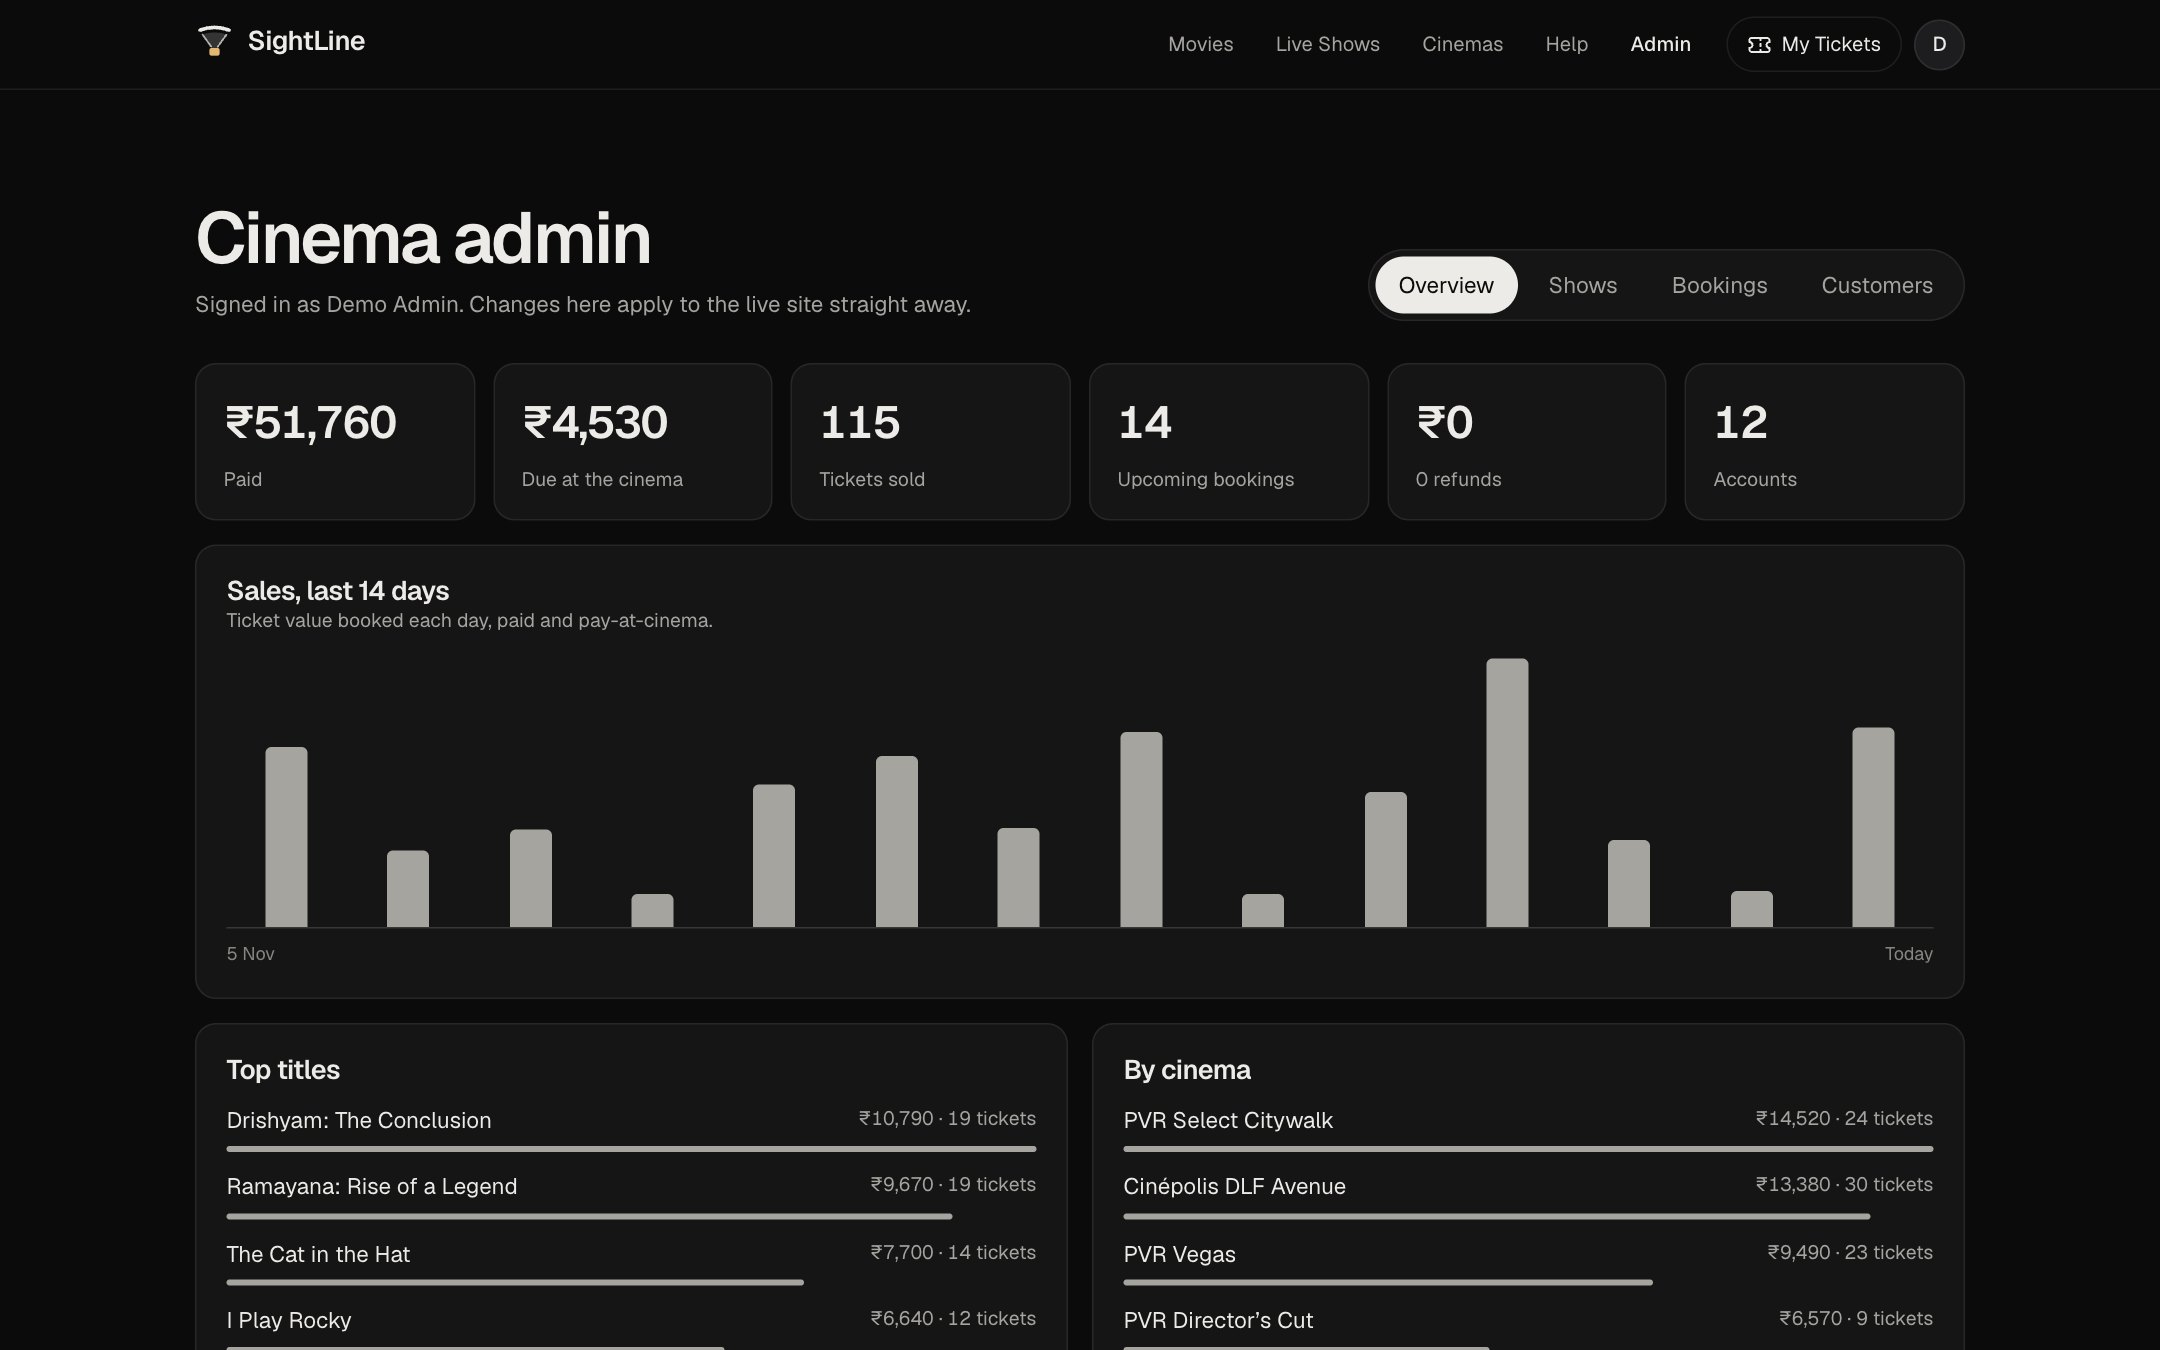 SightLine
Movies
Live Shows
Cinemas
Help
Admin
My Tickets
D
Cinema admin
Signed in as Demo Admin. Changes here apply to the live site straight away.
Overview
Shows
Bookings
Customers
₹51,760
Paid
₹4,530
Due at the cinema
115
Tickets sold
14
Upcoming bookings
₹0
0 refunds
12
Accounts
Sales, last 14 days
Ticket value booked each day, paid and pay-at-cinema.
5 Nov
Today
Top titles
Drishyam: The Conclusion
₹10,790 · 19 tickets
Ramayana: Rise of a Legend
₹9,670 · 19 tickets
The Cat in the Hat
₹7,700 · 14 tickets
I Play Rocky
₹6,640 · 12 tickets
By cinema
PVR Select Citywalk
₹14,520 · 24 tickets
Cinépolis DLF Avenue
₹13,380 · 30 tickets
PVR Vegas
₹9,490 · 23 tickets
PVR Director’s Cut
₹6,570 · 9 tickets